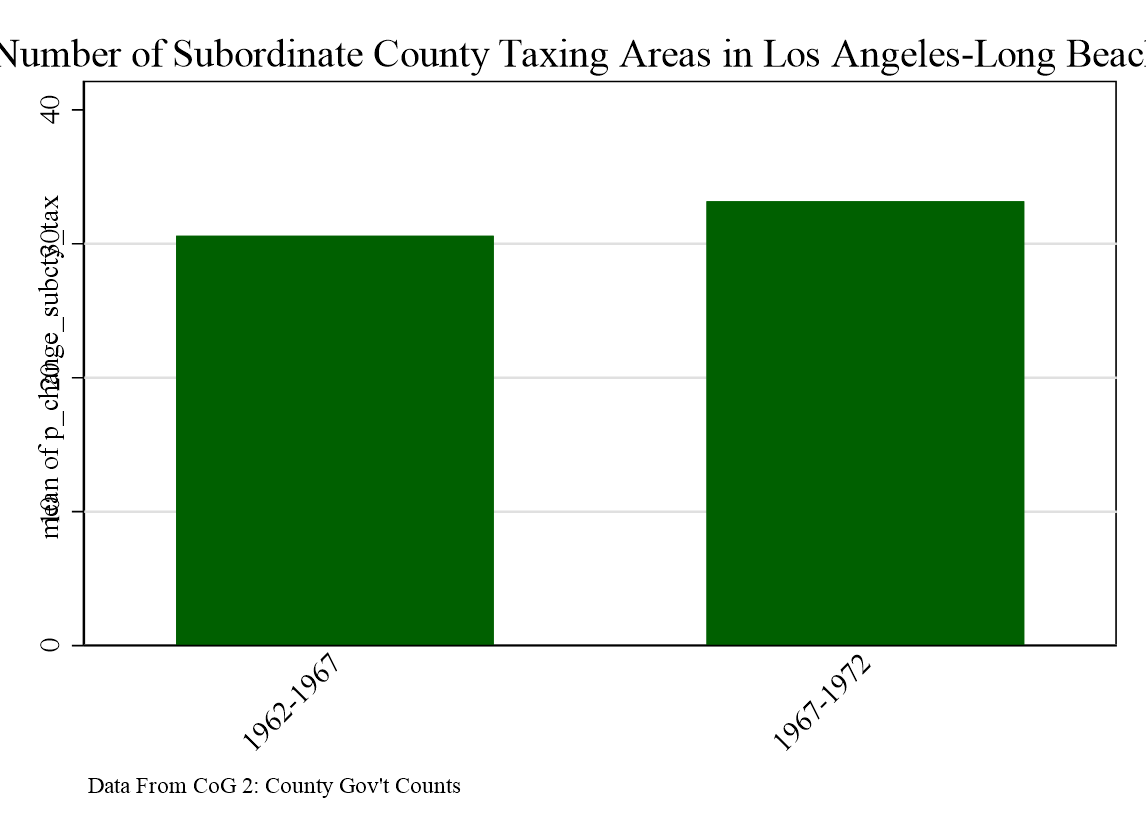 Number of Subordinate County Taxing Areas in Los Angeles-Long Beach
mean of p_change_subcty_tax
40
30
20
10
0
1962-1967
1967-1972
Data From CoG 2: County Gov't Counts